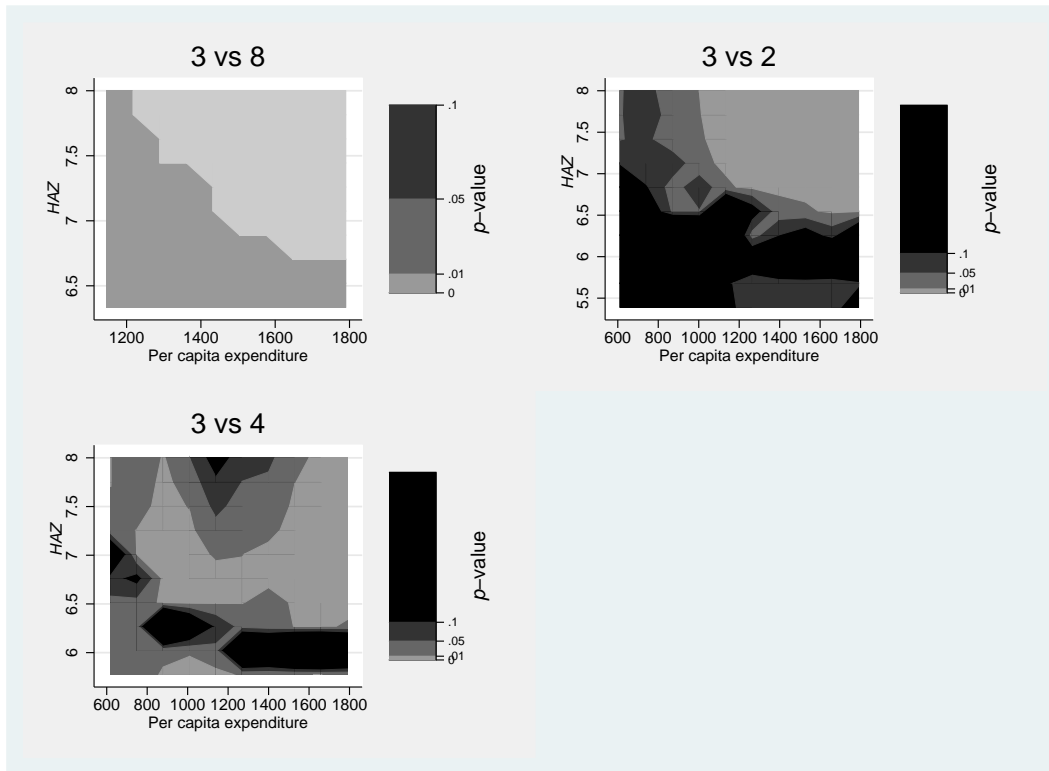 3 vs 8
HAZ
8
7.5
7
6.5
1200 1400 1600 1800
Per capita expenditure
.1
.05
.01
0
p–value
3 vs 2
HAZ
8
7.5
7
6.5
6
5.5
600 800 1000 1200 1400 1600 1800
Per capita expenditure
.1
.05
.01
0
p–value
3 vs 4
HAZ
8
7.5
7
6.5
6
600 800 1000 1200 1400 1600 1800
Per capita expenditure
.1
.05
.01
0
p–value